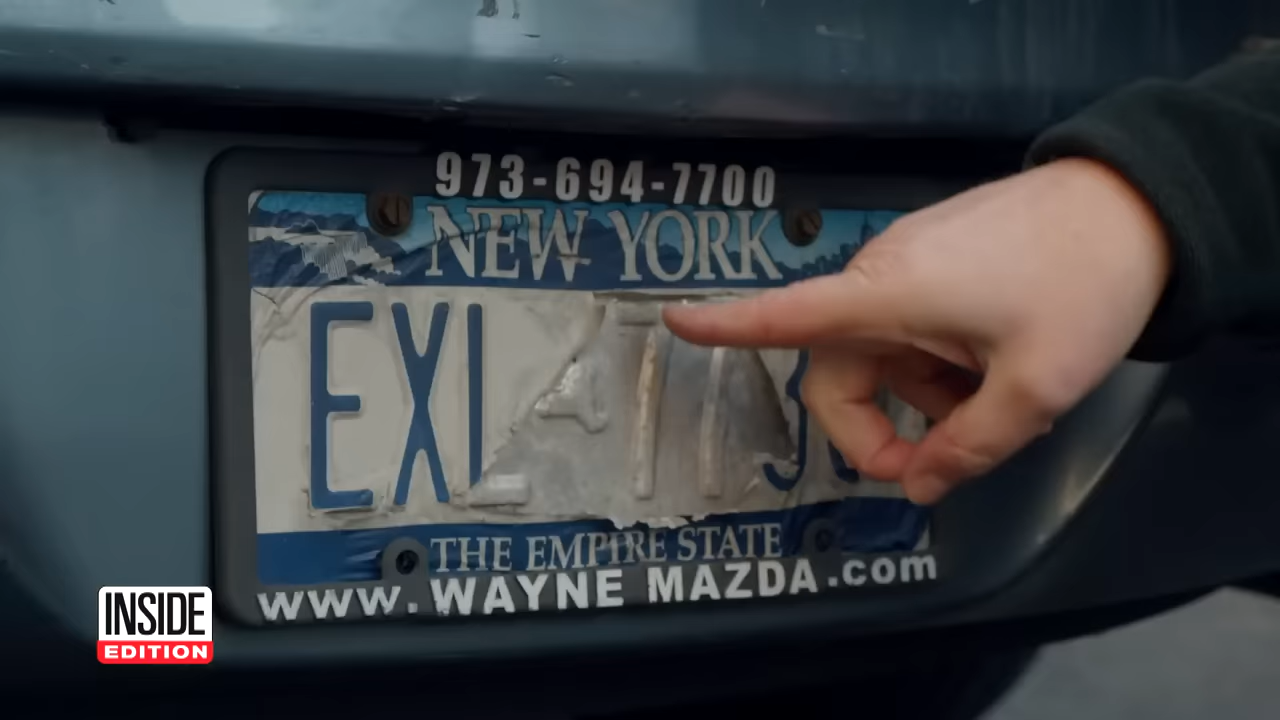 973-694-7700
NEW YORK
EXL
THE EMPIRE STATE
www.WAYNE MAZDA.com
INSIDE
EDITION